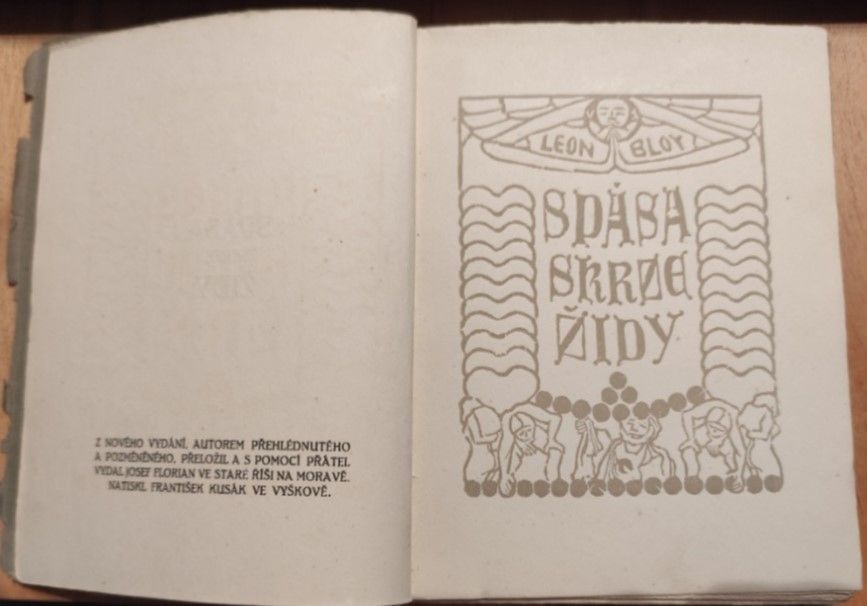 Z NOVÉHO VYDÁNÍ, AUTOREM PŘEHLÉDNUTÉHO
A POZMĚNĚNÉHO, PŘELOŽIL A S POMOCÍ PŘÁTEL
VYDAL JOSEF FLORIAN VE STARÉ ŘÍŠI NA MORAVĚ.
NATISKL FRANTIŠEK KUSÁK VE VYŠKOVĚ.
LEON BLOY
SPÁSA
SKRZE
ŽIDY